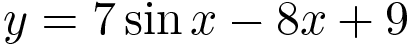 y = 7 sin x − 8x + 9